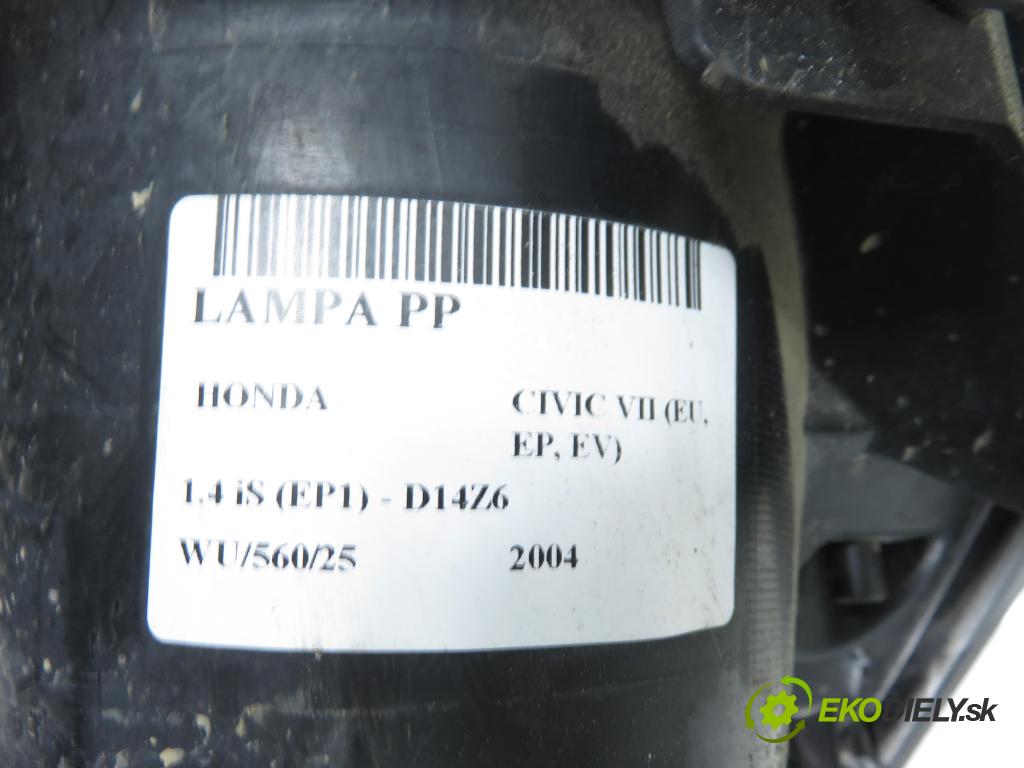 LAMPA PP
HONDA CIVIC VII (EU,
EP, EV)
1.4 iS (EP1) - D14Z6
WU/560/25 2004
EKODIELY.sk